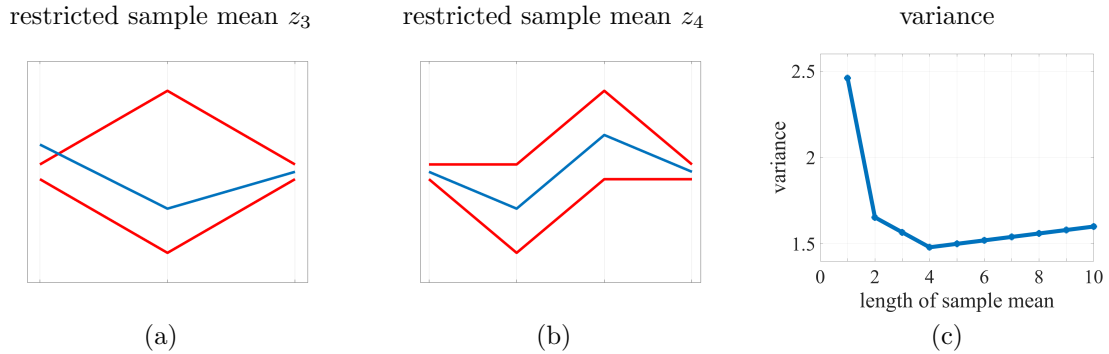 restricted sample mean z3
restricted sample mean z4
variance
2.5
2
1.5
variance
0 2 4 6 8 10
length of sample mean
(a)
(b)
(c)